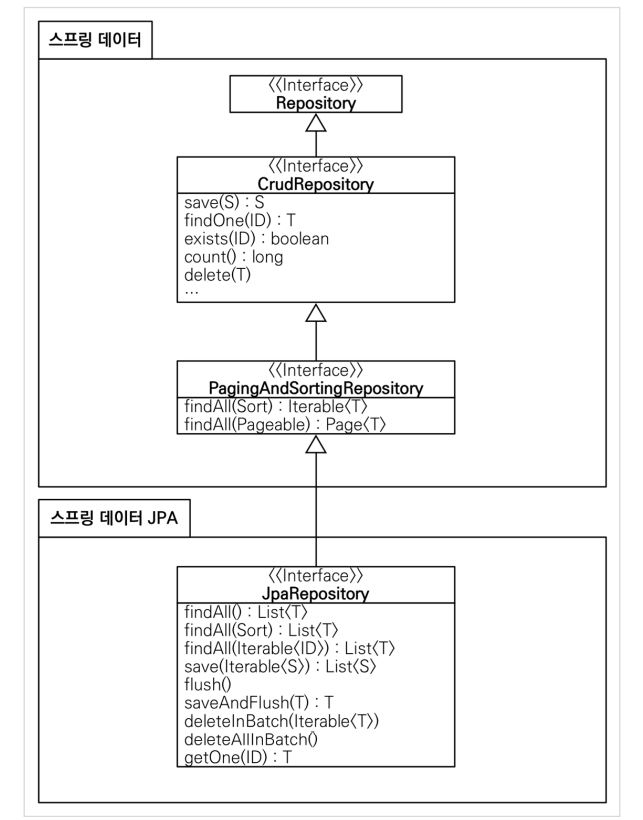 스프링 데이터
《Interface》
Repository
《Interface》
CrudRepository
save(S) : S
findOne(ID) : T
exists(ID) : boolean
count() : long
delete(T)
...
《Interface》
PagingAndSortingRepository
findAll(Sort) : Iterable〈T〉
findAll(Pageable) : Page〈T〉
스프링 데이터 JPA
《Interface》
JpaRepository
findAll() : List〈T〉
findAll(Sort) : List〈T〉
findAll(Iterable〈ID〉) : List〈T〉
save(Iterable〈S〉) : List〈S〉
flush()
saveAndFlush(T) : T
deleteInBatch(Iterable〈T〉)
deleteAllInBatch()
getOne(ID) : T